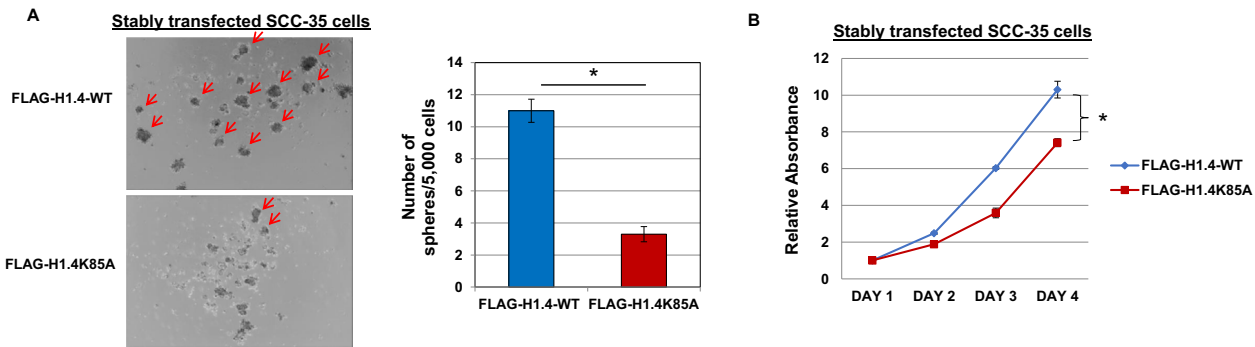 A
Stably transfected SCC-35 cells
FLAG-H1.4-WT
FLAG-H1.4K85A
Number of
spheres/5,000 cells
14
12
10
8
6
4
2
0
*
FLAG-H1.4-WT
FLAG-H1.4K85A
B
Stably transfected SCC-35 cells
Relative Absorbance
12
10
8
6
4
2
0
*
DAY 1
DAY 2
DAY 3
DAY 4
FLAG-H1.4-WT
FLAG-H1.4K85A